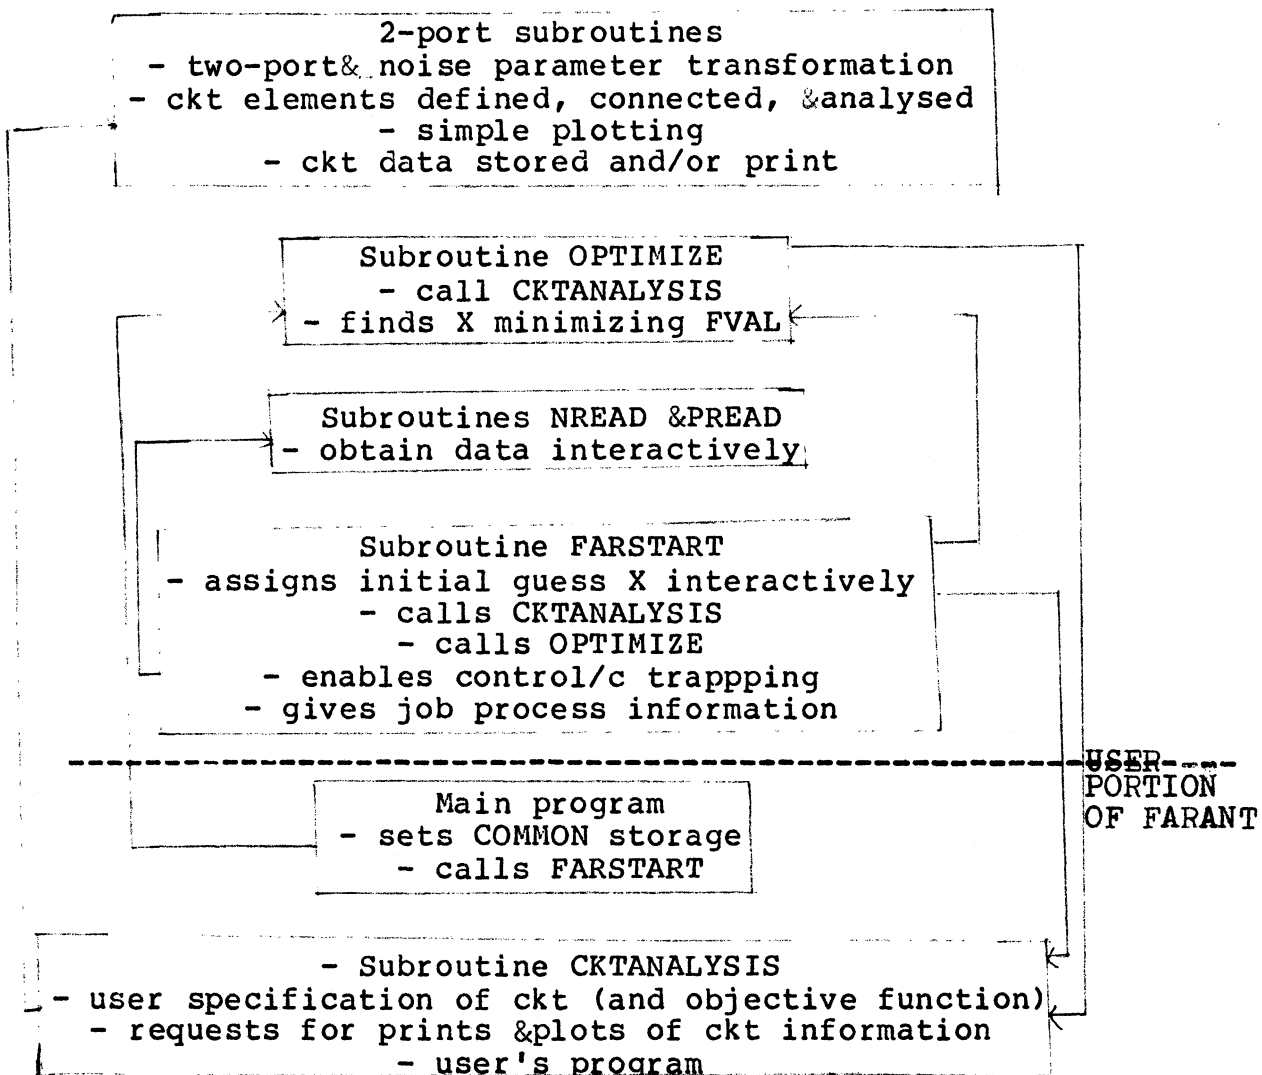 2-port subroutines
- two-port& noise parameter transformation
- ckt elements defined, connected, &analysed
- simple plotting
- ckt data stored and/or print
Subroutine OPTIMIZE
- call CKTANALYSIS
- finds X minimizing FVAL
Subroutines NREAD &PREAD
- obtain data interactively
Subroutine FARSTART
- assigns initial guess X interactively
- calls CKTANALYSIS
- calls OPTIMIZE
- enables control/c trappping
- gives job process information
USER
PORTION
OF FARANT
Main program
- sets COMMON storage
- calls FARSTART
- Subroutine CKTANALYSIS
- user specification of ckt (and objective function)
- requests for prints &plots of ckt information
- user's program